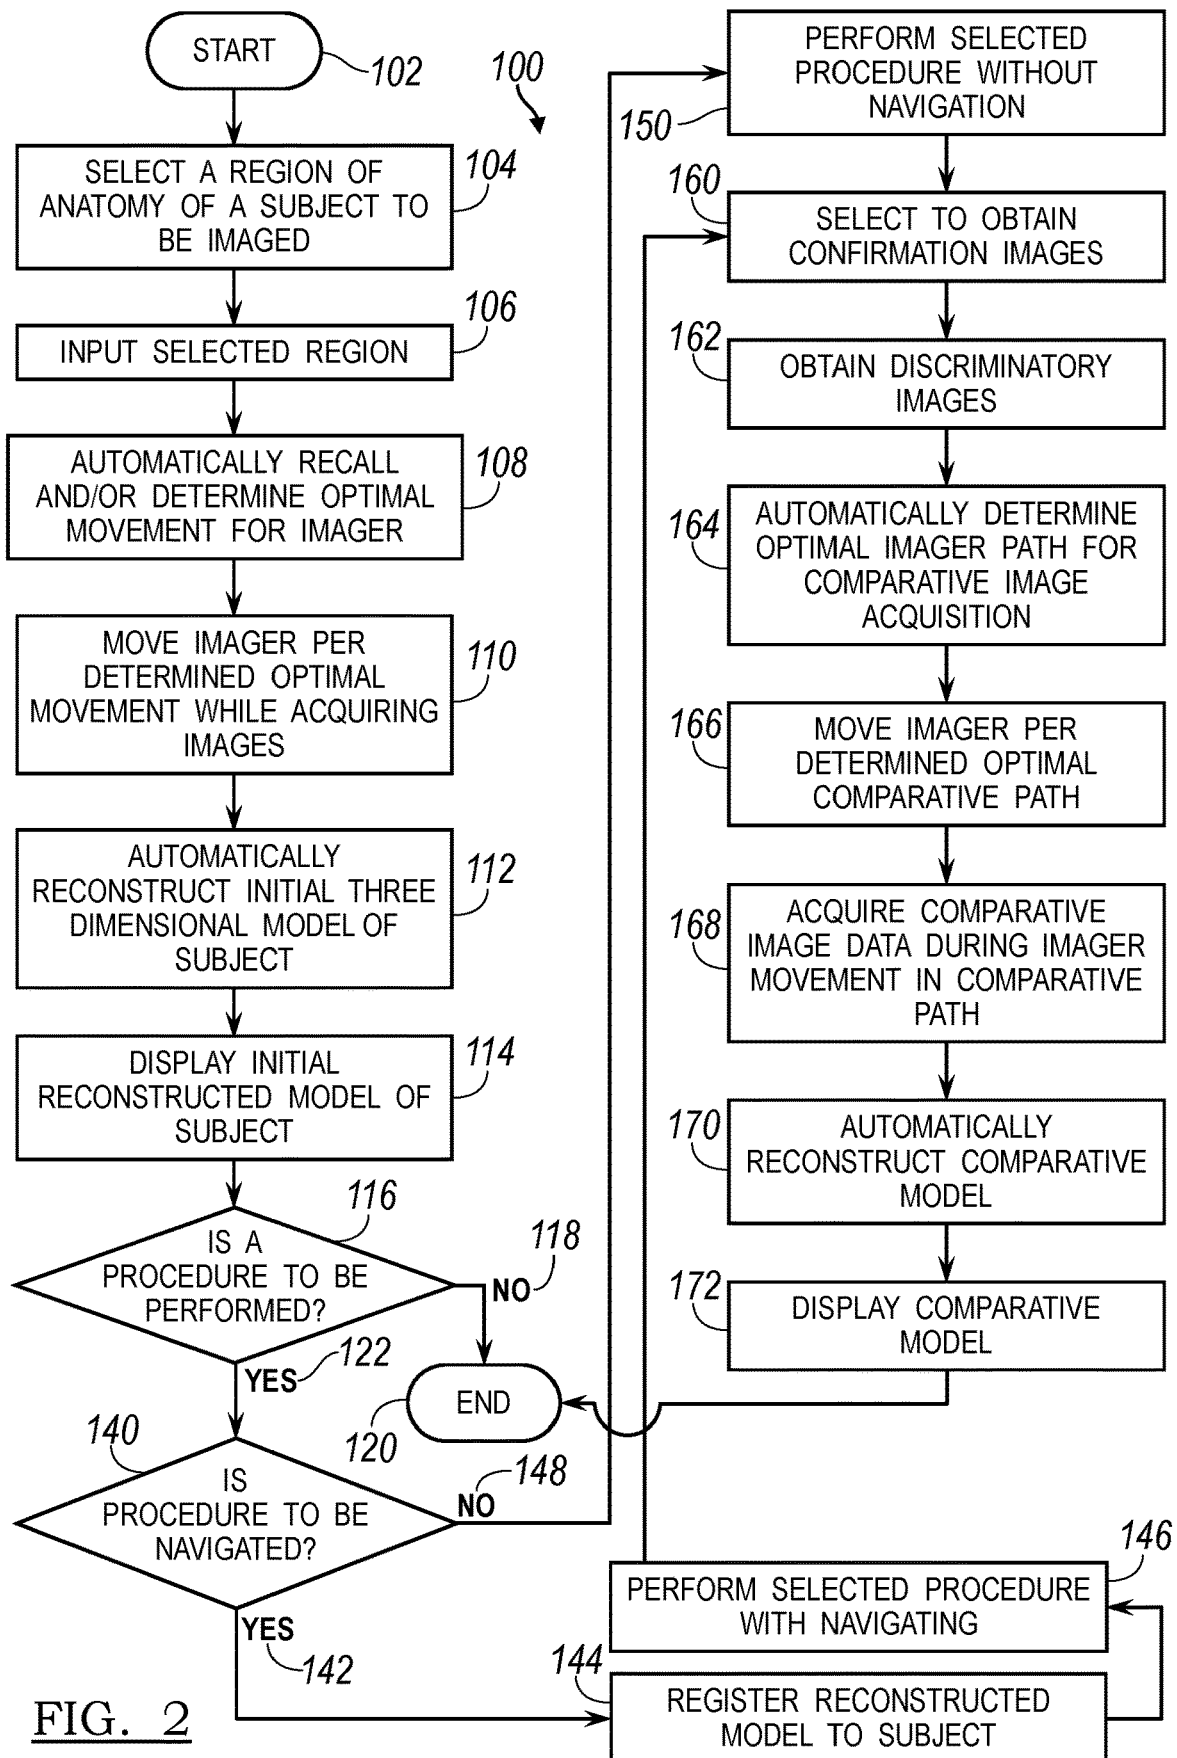 START
102
100
SELECT A REGION OF
ANATOMY OF A SUBJECT TO
BE IMAGED
104
INPUT SELECTED REGION
106
AUTOMATICALLY RECALL
AND/OR DETERMINE OPTIMAL
MOVEMENT FOR IMAGER
108
MOVE IMAGER PER
DETERMINED OPTIMAL
MOVEMENT WHILE ACQUIRING
IMAGES
110
AUTOMATICALLY
RECONSTRUCT INITIAL THREE
DIMENSIONAL MODEL OF
SUBJECT
112
DISPLAY INITIAL
RECONSTRUCTED MODEL OF
SUBJECT
114
IS A
PROCEDURE TO BE
PERFORMED?
116
NO
118
END
120
YES
122
IS
PROCEDURE TO BE
NAVIGATED?
140
NO
148
YES
142
REGISTER RECONSTRUCTED
MODEL TO SUBJECT
144
PERFORM SELECTED PROCEDURE
WITH NAVIGATING
146
PERFORM SELECTED
PROCEDURE WITHOUT
NAVIGATION
150
SELECT TO OBTAIN
CONFIRMATION IMAGES
160
OBTAIN DISCRIMINATORY
IMAGES
162
AUTOMATICALLY DETERMINE
OPTIMAL IMAGER PATH FOR
COMPARATIVE IMAGE
ACQUISITION
164
MOVE IMAGER PER
DETERMINED OPTIMAL
COMPARATIVE PATH
166
ACQUIRE COMPARATIVE
IMAGE DATA DURING IMAGER
MOVEMENT IN COMPARATIVE
PATH
168
AUTOMATICALLY
RECONSTRUCT COMPARATIVE
MODEL
170
DISPLAY COMPARATIVE
MODEL
172
FIG. 2